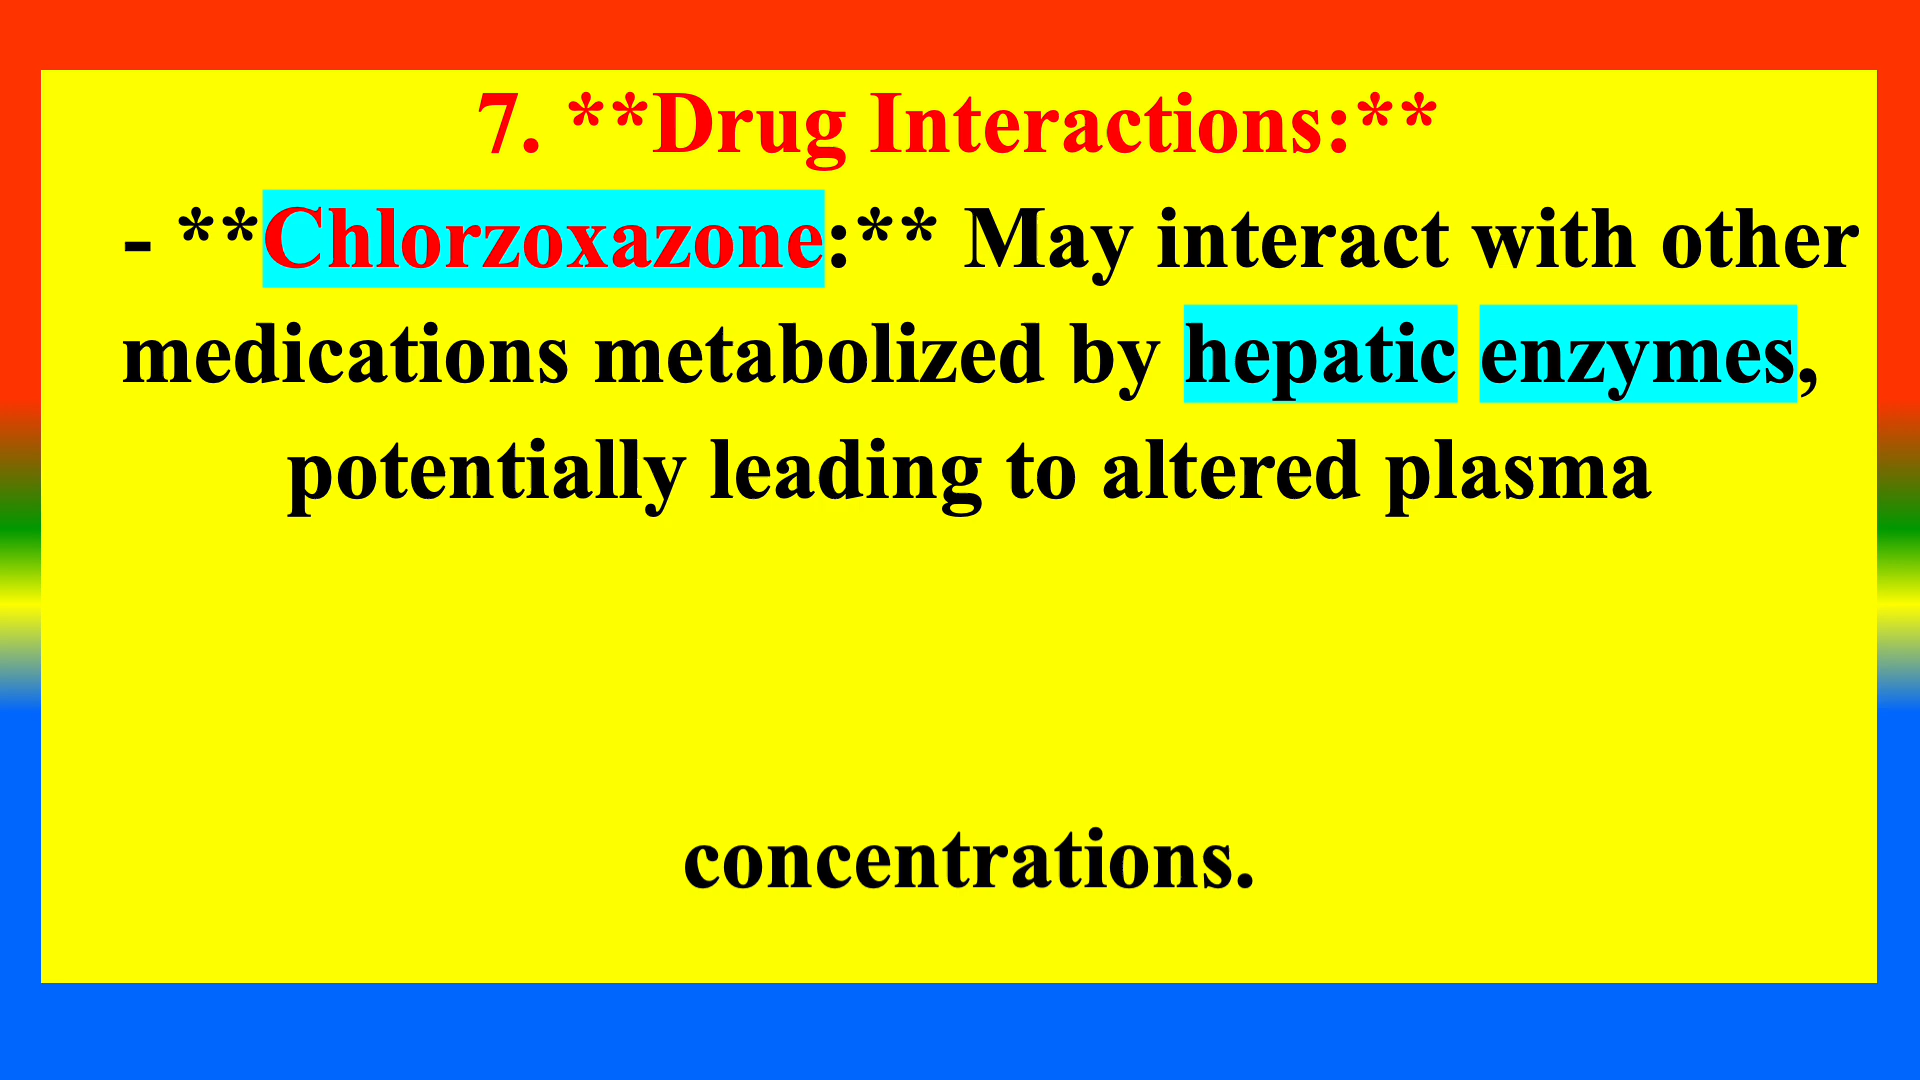 7. **Drug Interactions:**
- **Chlorzoxazone:** May interact with other
medications metabolized by hepatic enzymes,
potentially leading to altered plasma
concentrations.